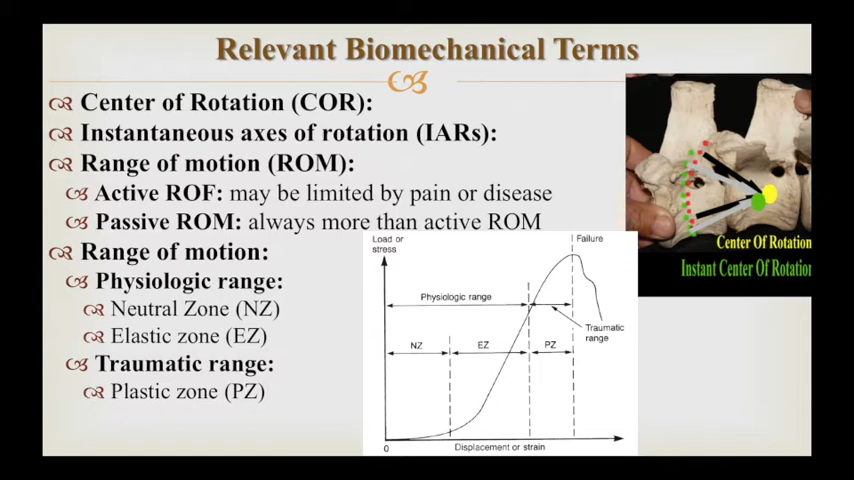 Relevant Biomechanical Terms
Center of Rotation (COR):
Instantaneous axes of rotation (IARs):
Range of motion (ROM):
Active ROF: may be limited by pain or disease
Passive ROM: always more than active ROM
Range of motion:
Physiologic range:
Neutral Zone (NZ)
Elastic zone (EZ)
Traumatic range:
Plastic zone (PZ)
Center Of Rotation
Instant Center Of Rotation
Load or
stress
Failure
Physiologic range
Traumatic
range
NZ EZ PZ
0
Displacement or strain